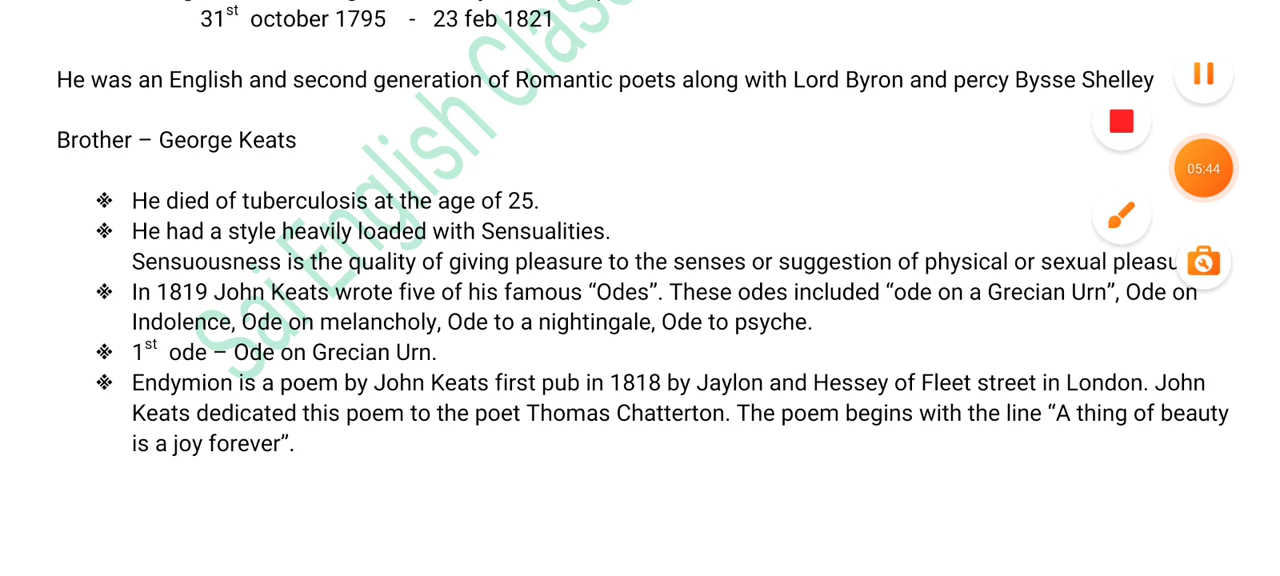 31st october 1795 - 23 feb 1821
He was an English and second generation of Romantic poets along with Lord Byron and percy Bysse Shelley
Brother – George Keats
05:44
❖ He died of tuberculosis at the age of 25.
❖ He had a style heavily loaded with Sensualities.
Sensuousness is the quality of giving pleasure to the senses or suggestion of physical or sexual
❖ In 1819 John Keats wrote five of his famous “Odes”. These odes included “ode on a Grecian Urn”, Ode on
Indolence, Ode on melancholy, Ode to a nightingale, Ode to psyche.
❖ 1st ode – Ode on Grecian Urn.
❖ Endymion is a poem by John Keats first pub in 1818 by Jaylon and Hessey of Fleet street in London. John
Keats dedicated this poem to the poet Thomas Chatterton. The poem begins with the line “A thing of beauty
is a joy forever”.
Sai English